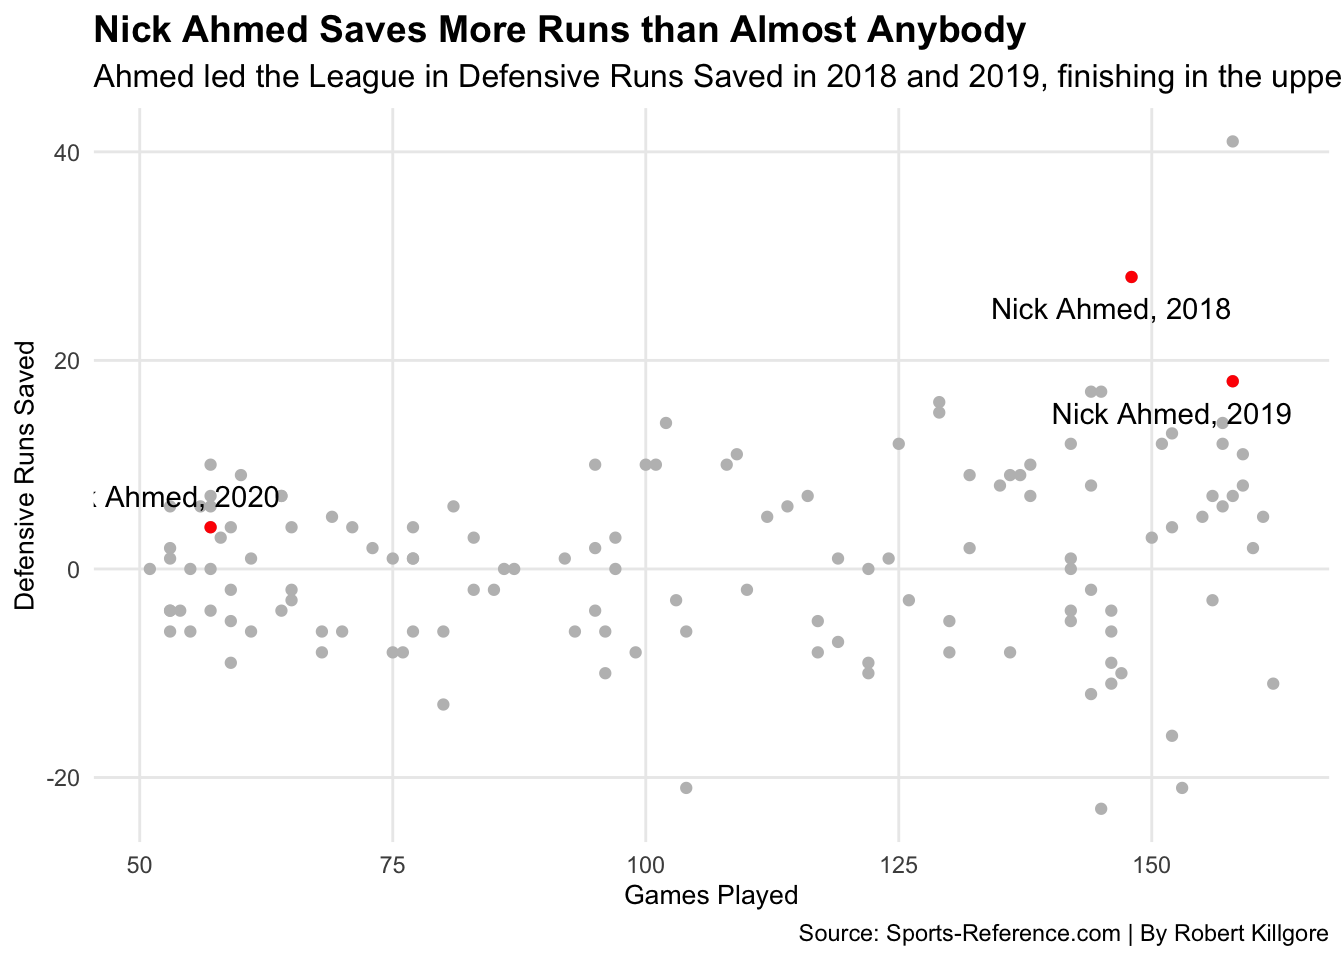 Nick Ahmed Saves More Runs than Almost Anybody
Ahmed led the League in Defensive Runs Saved in 2018 and 2019, finishing in the
40
Nick Ahmed, 2018
20
Nick Ahmed, 2019
Ahmed, 2020
0
-20
Defensive Runs Saved
50 75 100 125 150
Games Played
Source: Sports-Reference.com | By Robert Killgore